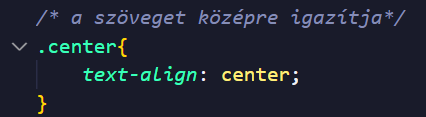 /* a szöveget középre igazítja*/
.center{
    text-align: center;
}